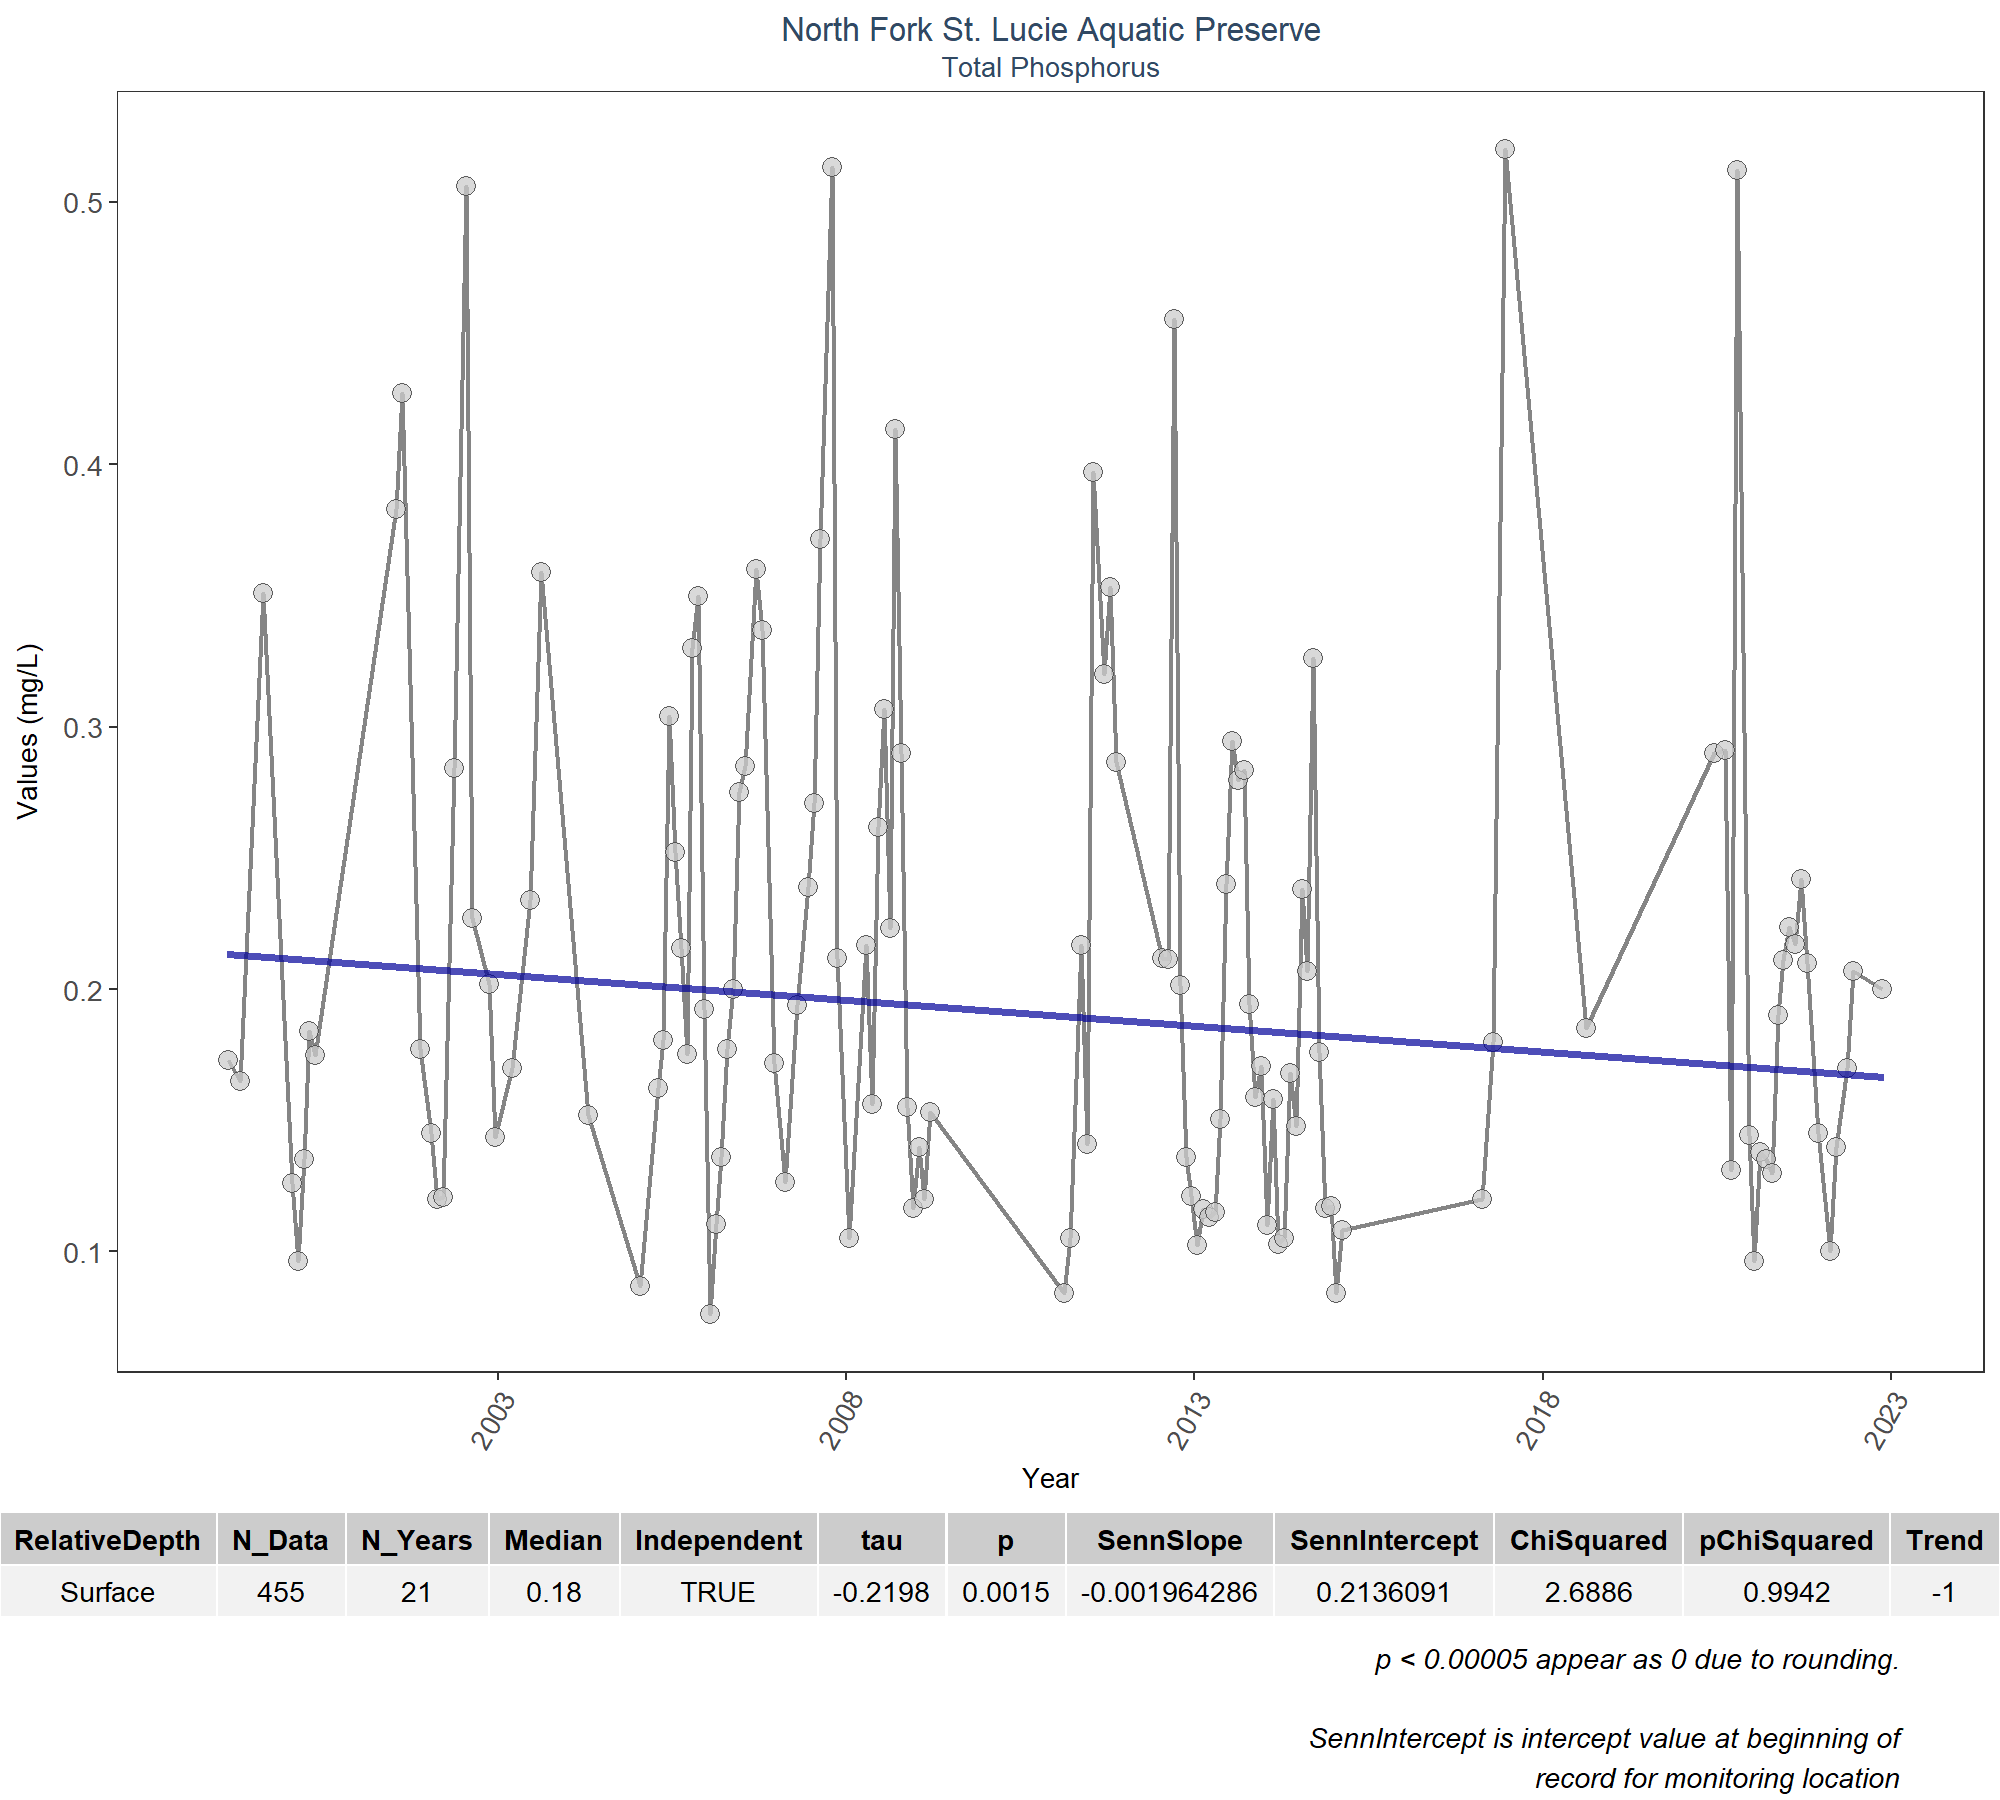 North Fork St. Lucie Aquatic Preserve
Total Phosphorus
0.5
0.4
0.3
0.2
0.1
Values (mg/L)
2003
2008
2013
2018
2023
Year
RelativeDepth N_Data N_Years Median Independent tau p SennSlope SennIntercept ChiSquared pChiSquared Trend
Surface 455 21 0.18 TRUE -0.2198 0.0015 -0.001964286 0.2136091 2.6886 0.9942 -1
p < 0.00005 appear as 0 due to rounding.
SennIntercept is intercept value at beginning of
record for monitoring location